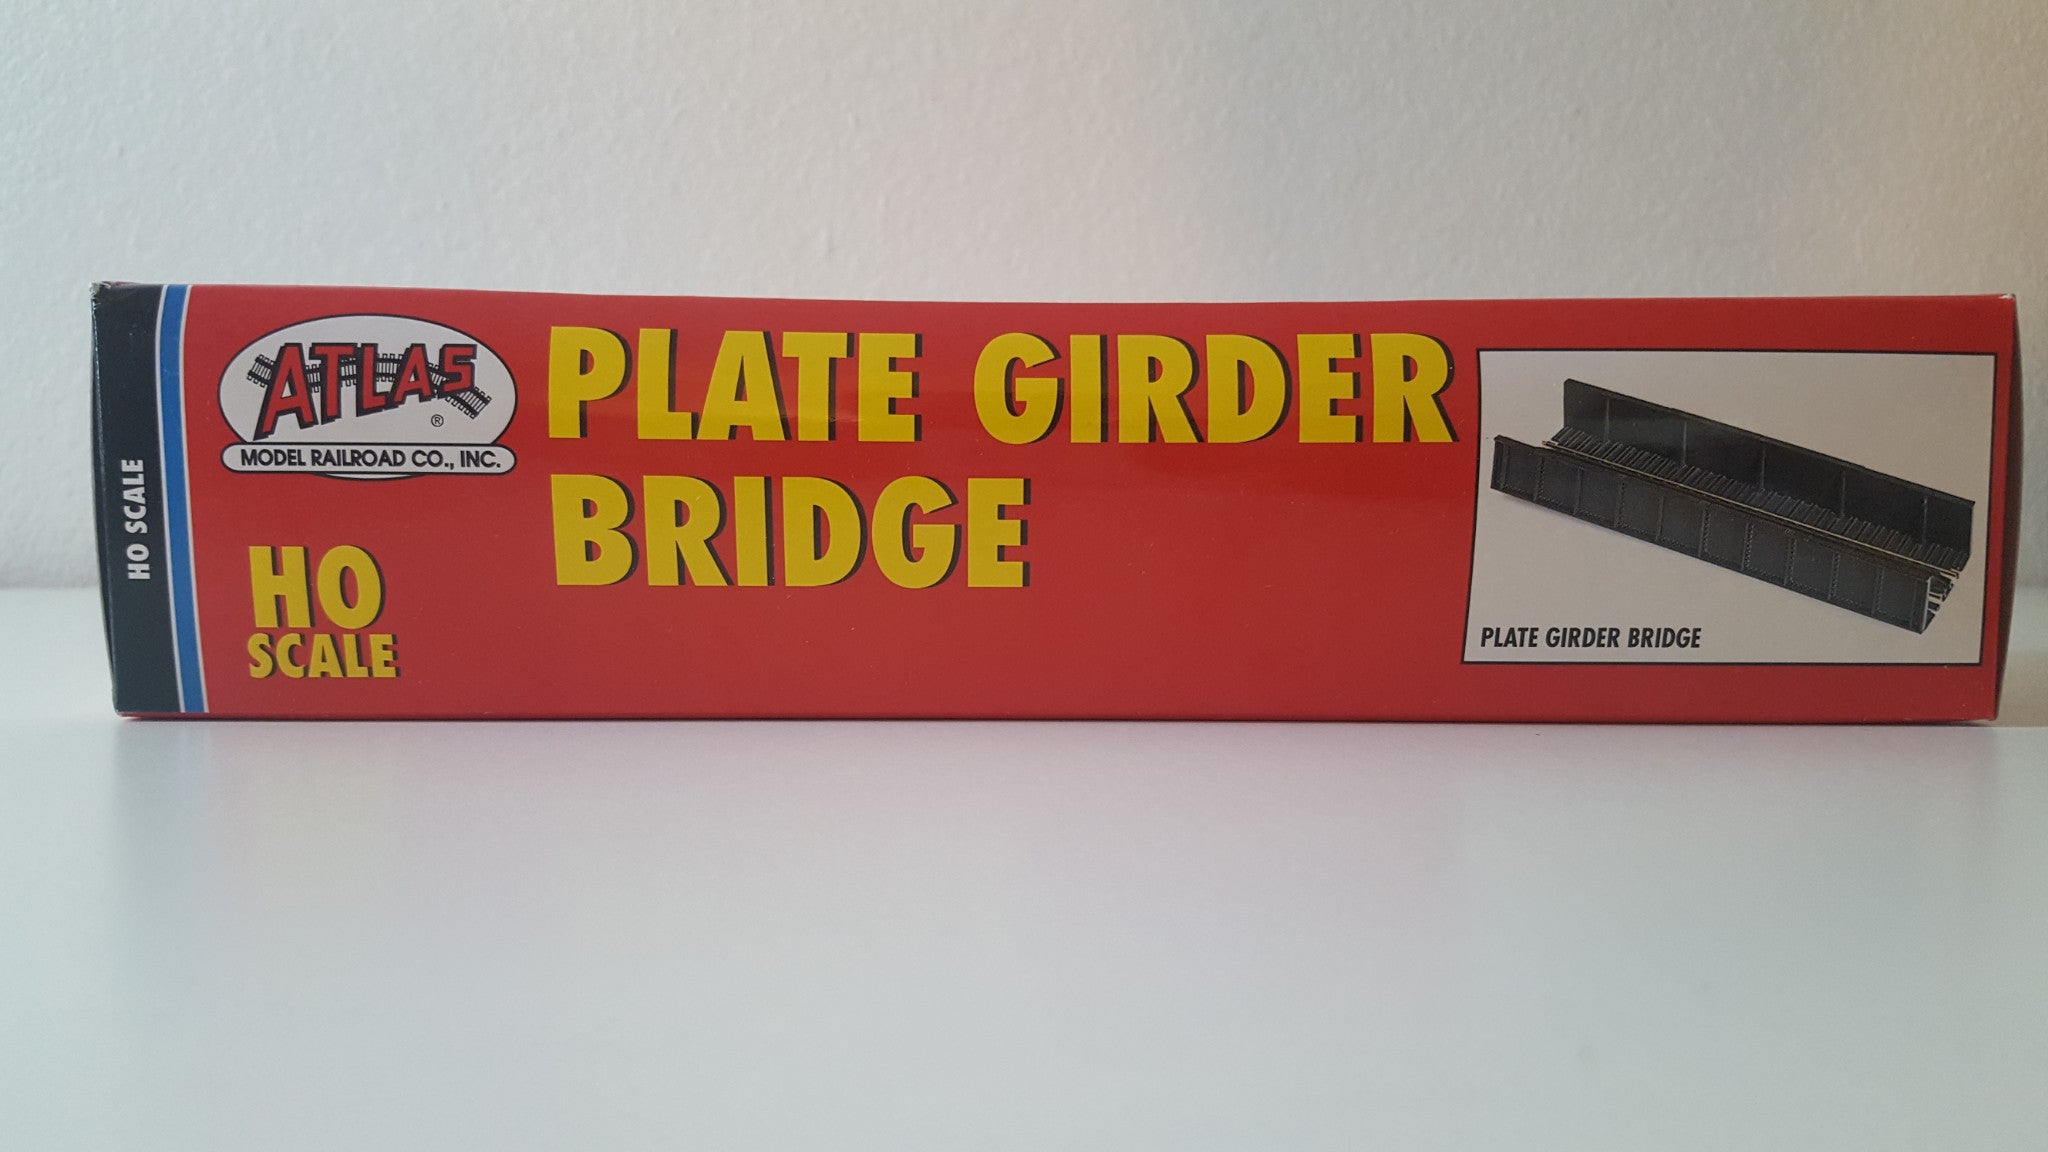 HO SCALE
ATLAS
®
MODEL RAILROAD CO., INC.
HO
SCALE
PLATE GIRDER
BRIDGE
PLATE GIRDER BRIDGE